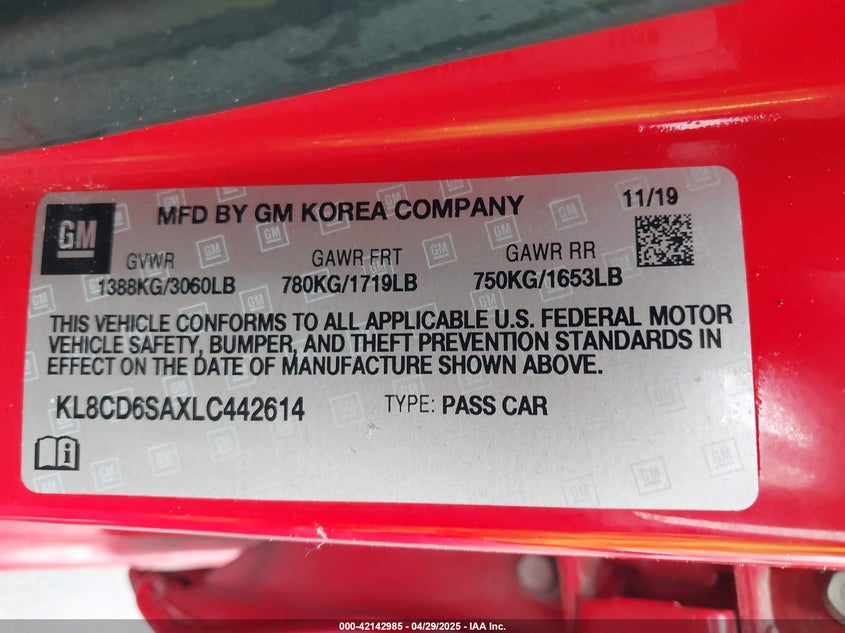 GM
MFD BY GM KOREA COMPANY
11/19
GVWR
GAWR FRT
GAWR RR
1388KG/3060LB
780KG/1719LB
750KG/1653LB
THIS VEHICLE CONFORMS TO ALL APPLICABLE U.S. FEDERAL MOTOR
VEHICLE SAFETY, BUMPER, AND THEFT PREVENTION STANDARDS IN
EFFECT ON THE DATE OF MANUFACTURE SHOWN ABOVE.
KL8CD6SAXLC442614
TYPE: PASS CAR
000-42142985 | 04/29/2025 - IAA Inc.